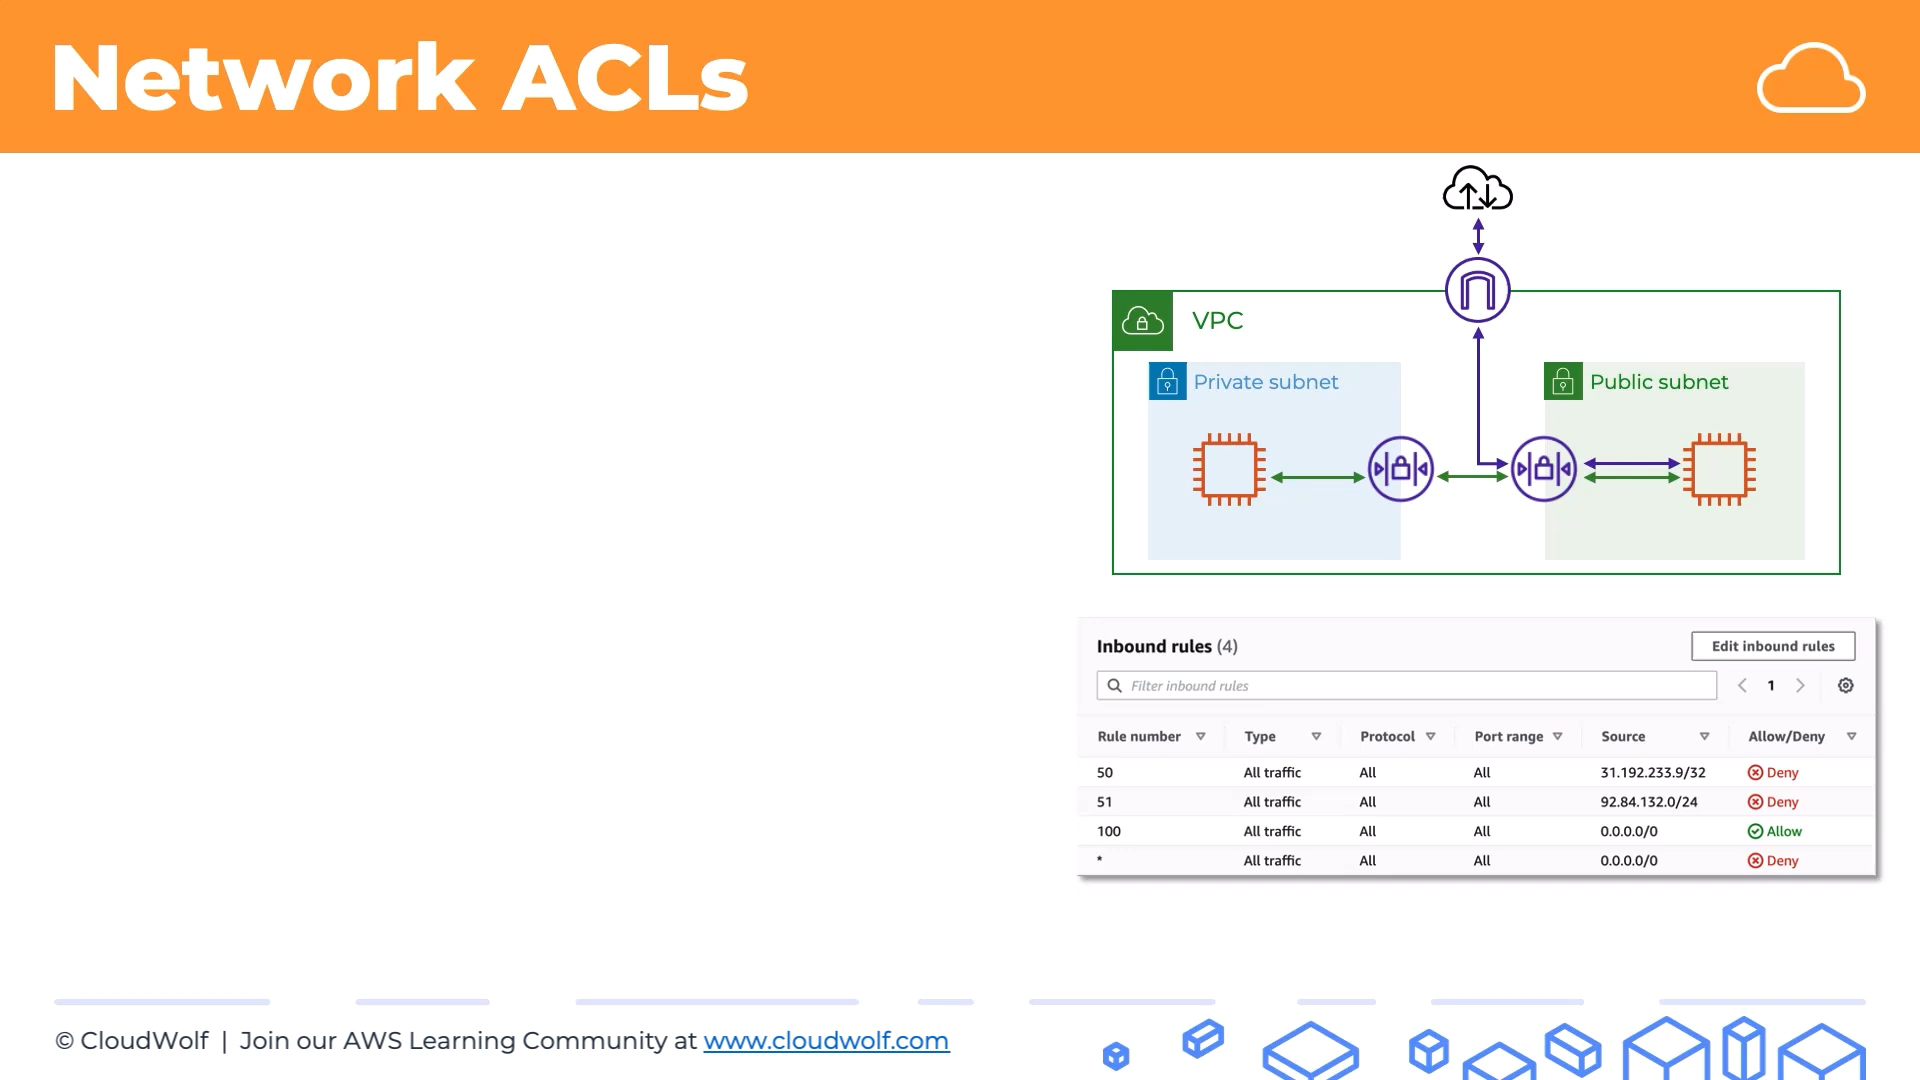 Network ACLs
VPC
Private subnet
Public subnet
Inbound rules (4)
Edit inbound rules
Filter inbound rules
1
Rule number Type Protocol Port range Source Allow/Deny
50 All traffic All All 31.192.233.9/32 Deny
51 All traffic All All 92.84.132.0/24 Deny
100 All traffic All All 0.0.0.0/0 Allow
* All traffic All All 0.0.0.0/0 Deny
© CloudWolf | Join our AWS Learning Community at www.cloudwolf.com